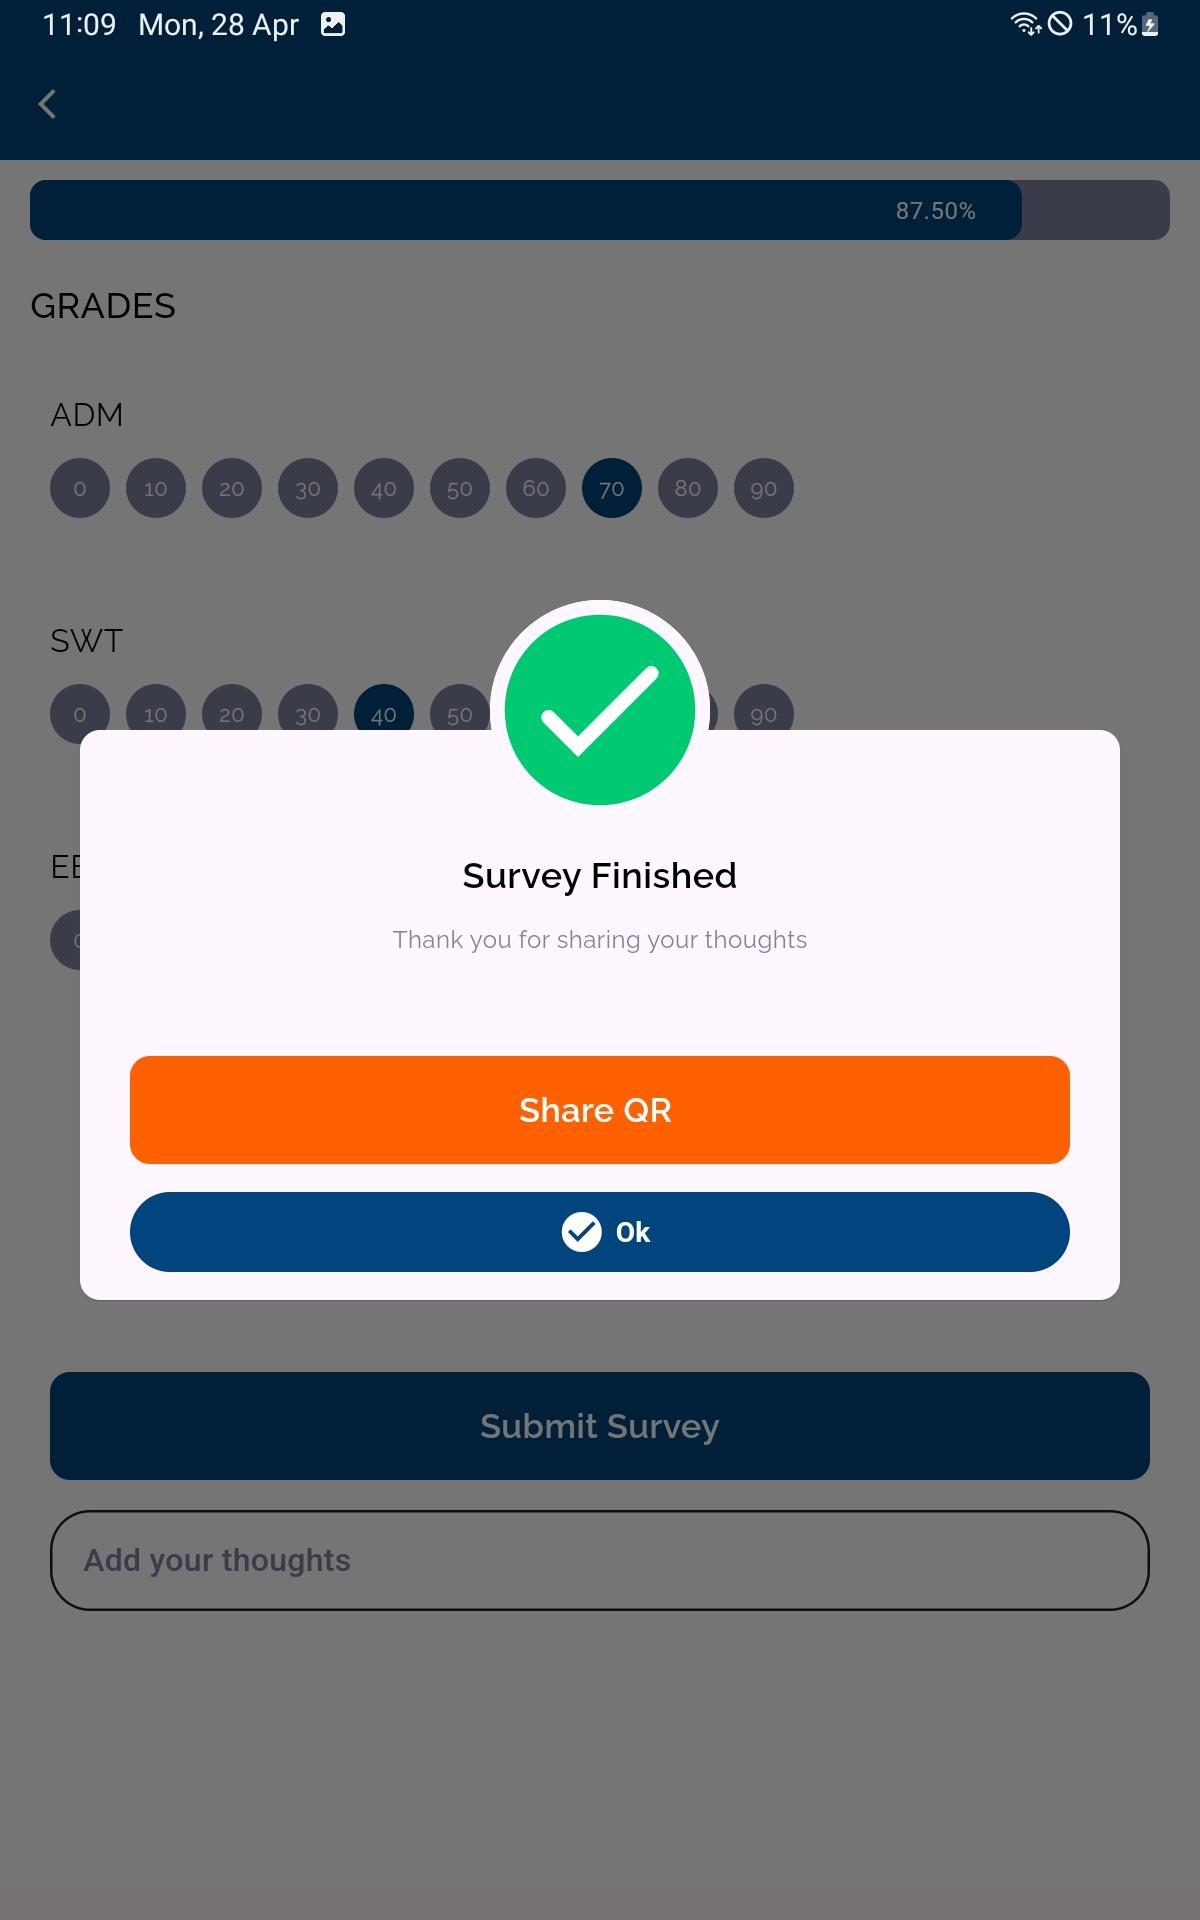 11:09 Mon, 28 Apr 11%
87.50%
GRADES
ADM
0 10 20 30 40 50 60 70 80 90
SWT
0 10 20 30 40 50 90
Survey Finished
Thank you for sharing your thoughts
Share QR
Ok
Submit Survey
Add your thoughts